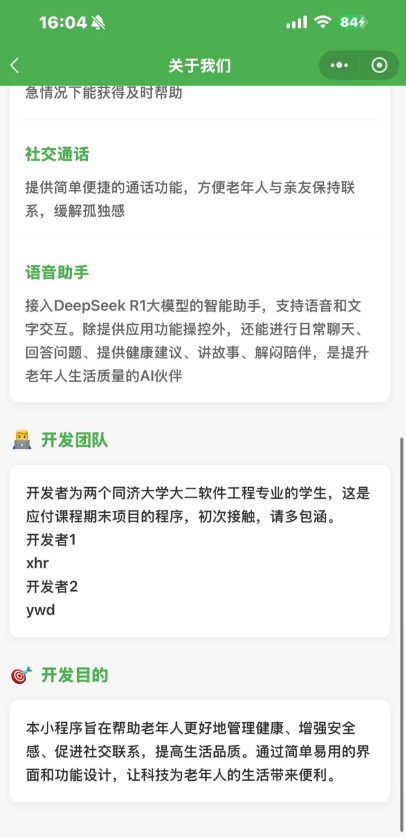 16:04
84
关于我们
急情况下能获得及时帮助
社交通话
提供简单便捷的通话功能，方便老年人与亲友保持联
系，缓解孤独感
语音助手
接入DeepSeek R1大模型的智能助手，支持语音和文
字交互。除提供应用功能操控外，还能进行日常聊天、
回答问题、提供健康建议、讲故事、解闷陪伴，是提升
老年人生活质量的AI伙伴
开发团队
开发者为两个同济大学大二软件工程专业的学生，这是
应付课程期末项目的程序，初次接触，请多包涵。
开发者1
xhr
开发者2
ywd
开发目的
本小程序旨在帮助老年人更好地管理健康、增强安全
感、促进社交联系，提高生活品质。通过简单易用的界
面和功能设计，让科技为老年人的生活带来便利。